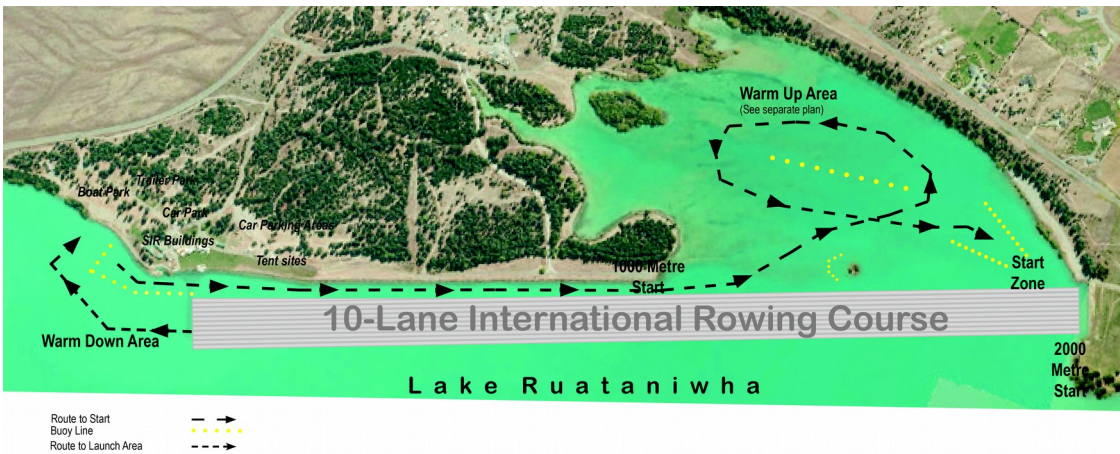 Warm Up Area
(See separate plan)
Trailer Park
Boat Park
Car Park
Car Parking Areas
SIR Buildings
Tent sites
1000 Metre
Start
Start
Zone
10-Lane International Rowing Course
Warm Down Area
2000
Metre
Start
Lake Ruataniwha
Route to Start
Buoy Line
Route to Launch Area